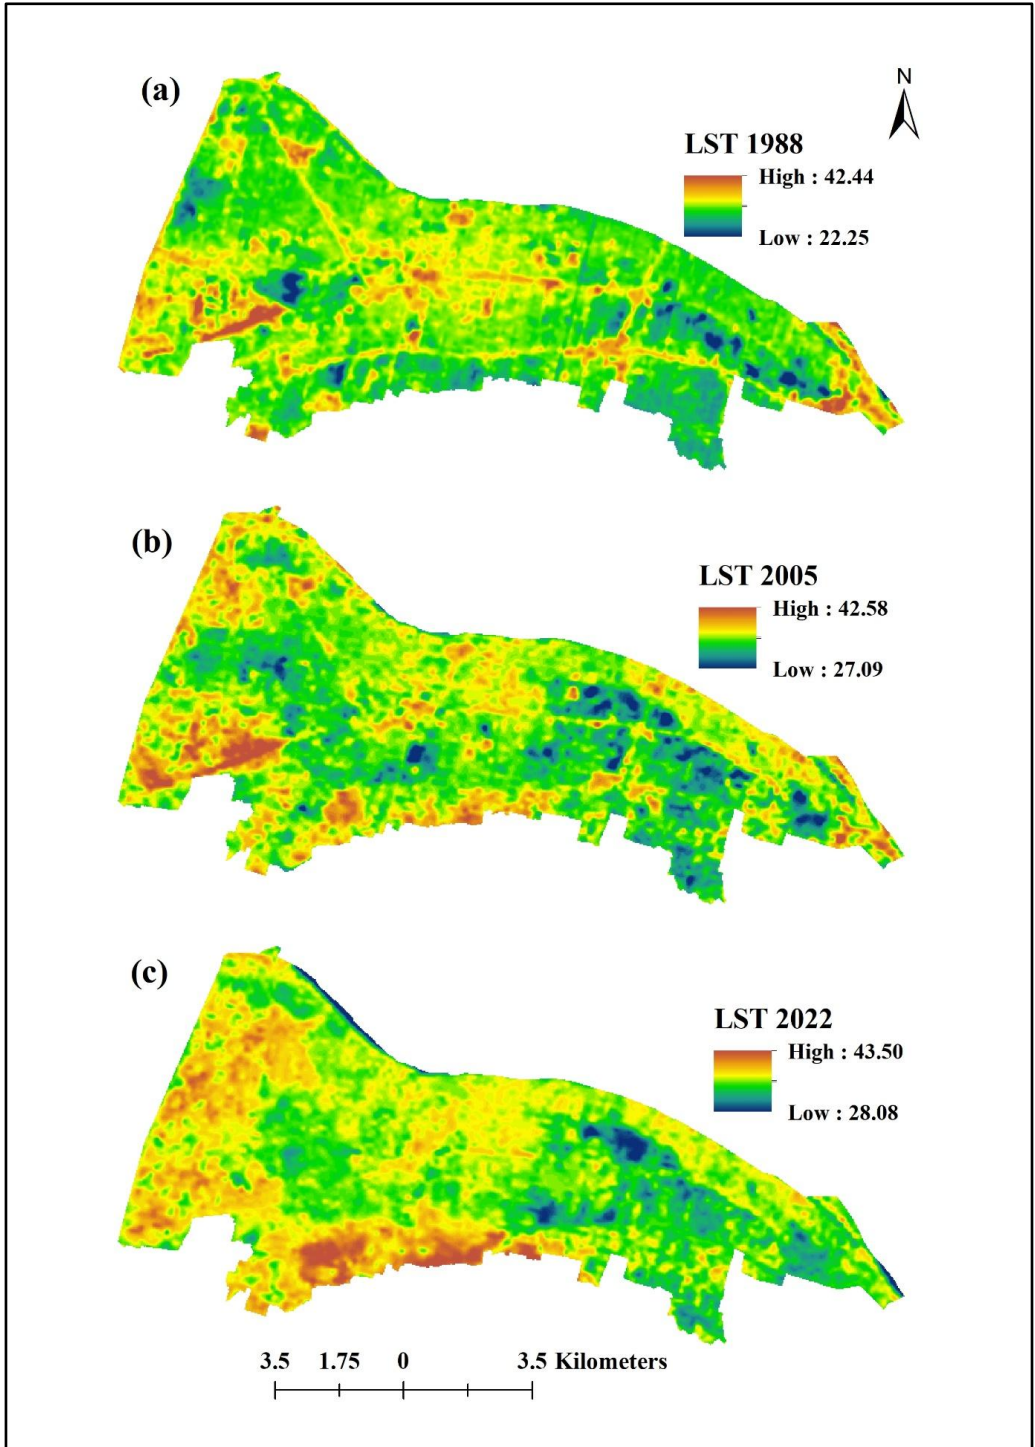 (a)
N
LST 1988
High : 42.44
Low : 22.25
(b)
LST 2005
High : 42.58
Low : 27.09
(c)
LST 2022
High : 43.50
Low : 28.08
3.5 1.75 0 3.5 Kilometers